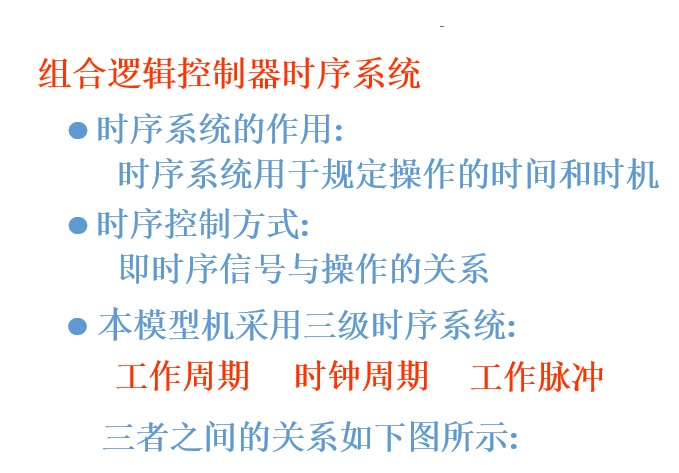 组合逻辑控制器时序系统
●时序系统的作用:
时序系统用于规定操作的时间和时机
●时序控制方式:
即时序信号与操作的关系
●本模型机采用三级时序系统:
工作周期 时钟周期 工作脉冲
三者之间的关系如下图所示: